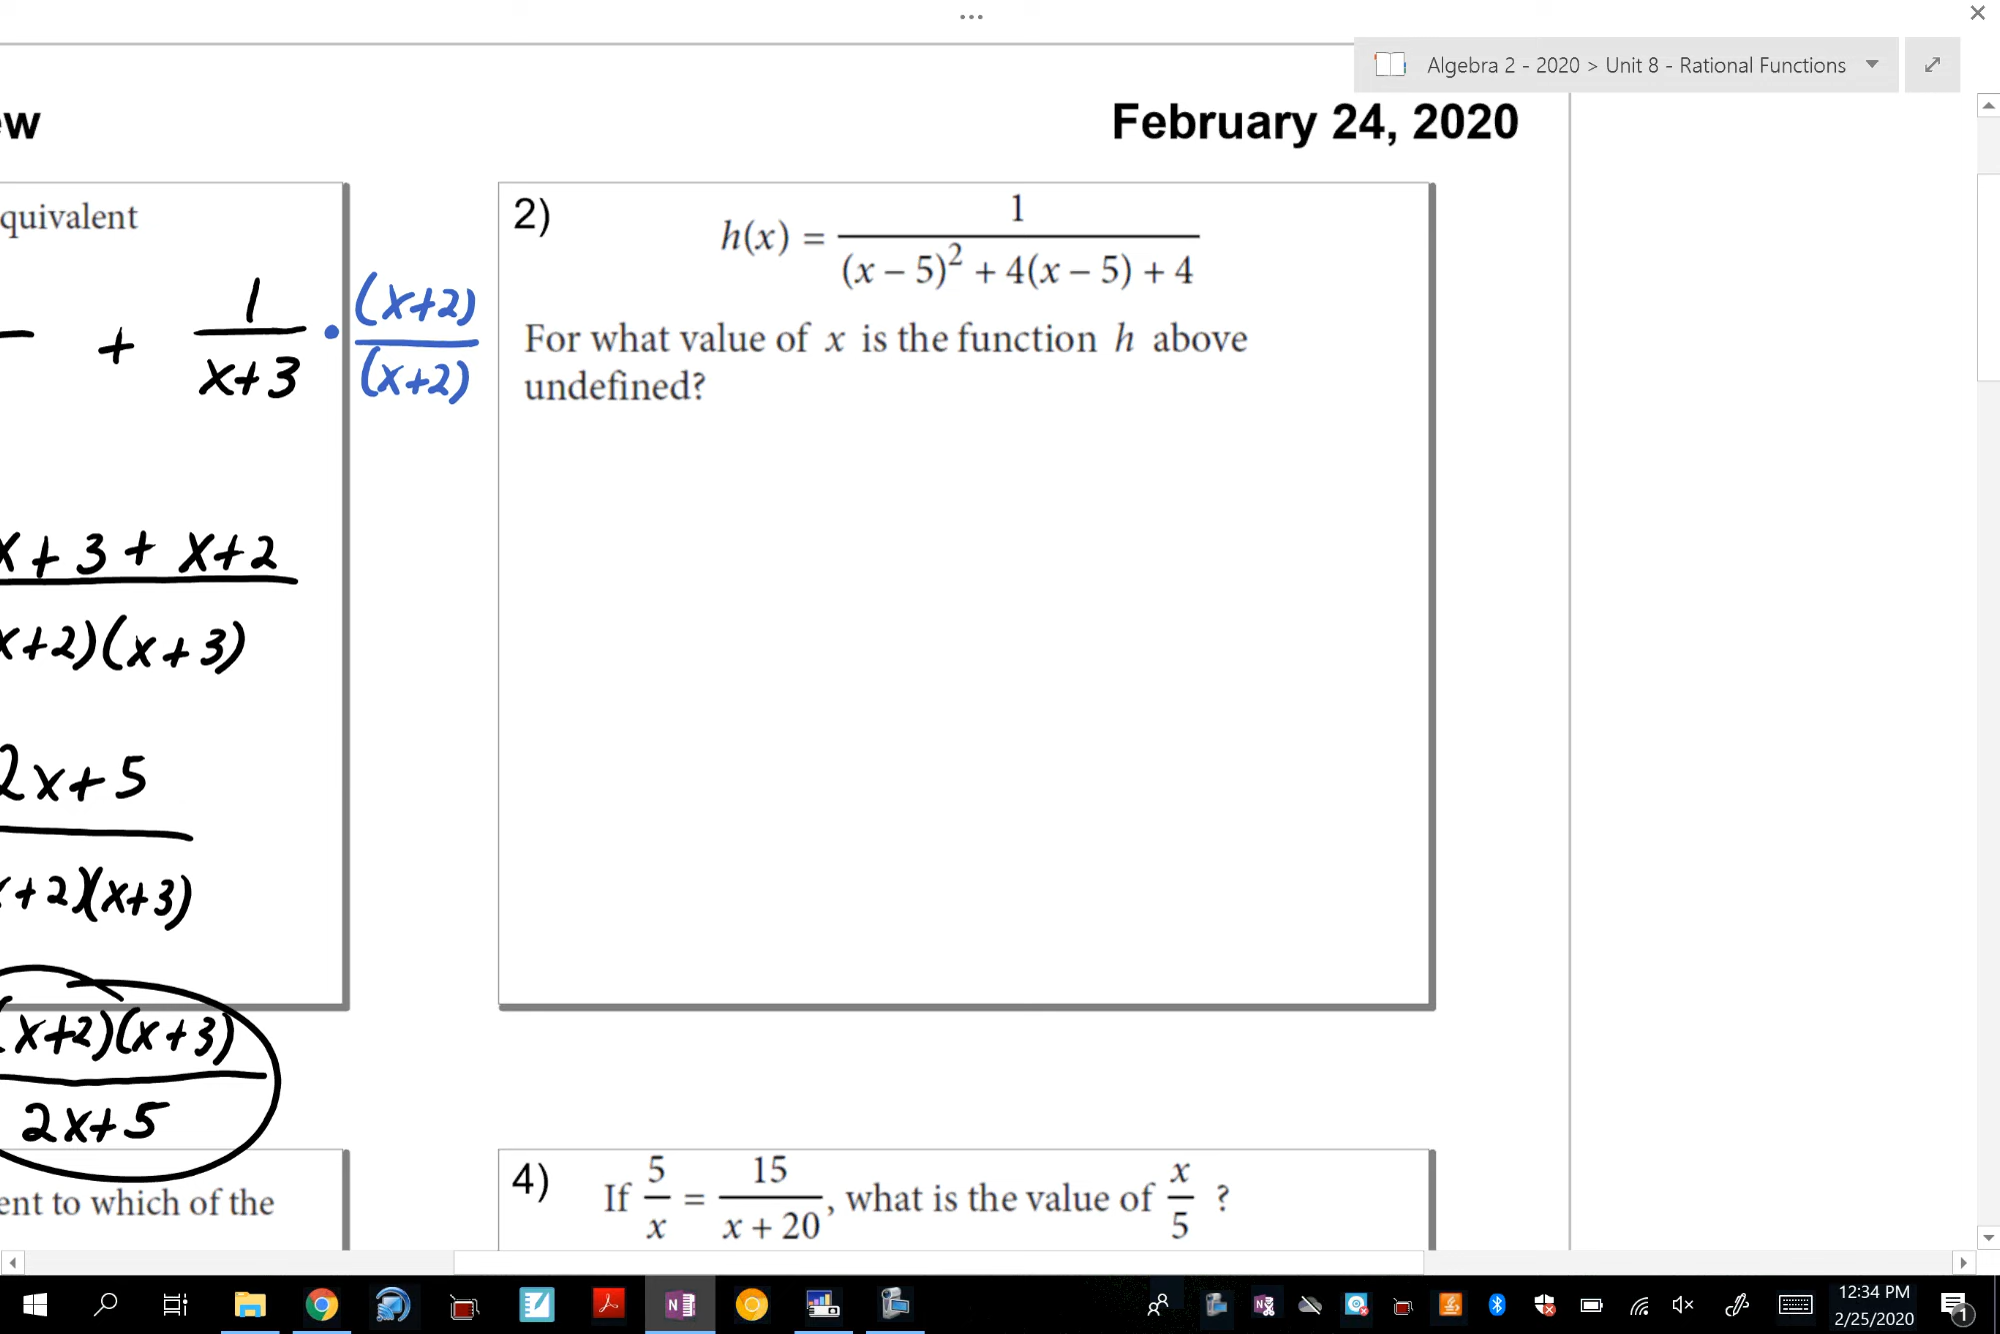 Algebra 2 - 2020 > Unit 8 - Rational Functions
ew
February 24, 2020
quivalent
+ 1/(x+3) · (x+2)/(x+2)
x + 3 + x+2
x+2)(x+3)
2x+5
x+2)(x+3)
(x+2)(x+3)
2x+5
ent to which of the
2)
h(x) = 1/((x – 5)² + 4(x – 5) + 4)
For what value of x is the function h above
undefined?
4)
If 5/x = 15/(x + 20), what is the value of x/5 ?
12:34 PM
2/25/2020
1